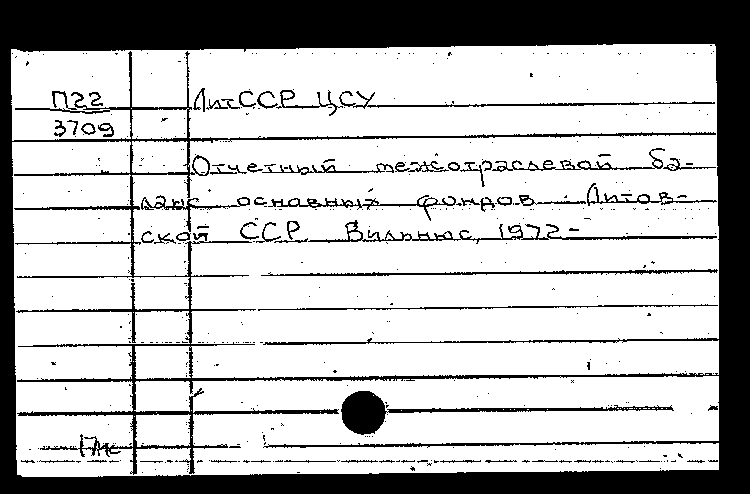 П22 ЛитССР ЦСУ
3709
Отчетный межотраслевой ба-
ланс основных фондов Литов-
ской ССР. Вильнюс, 1972-